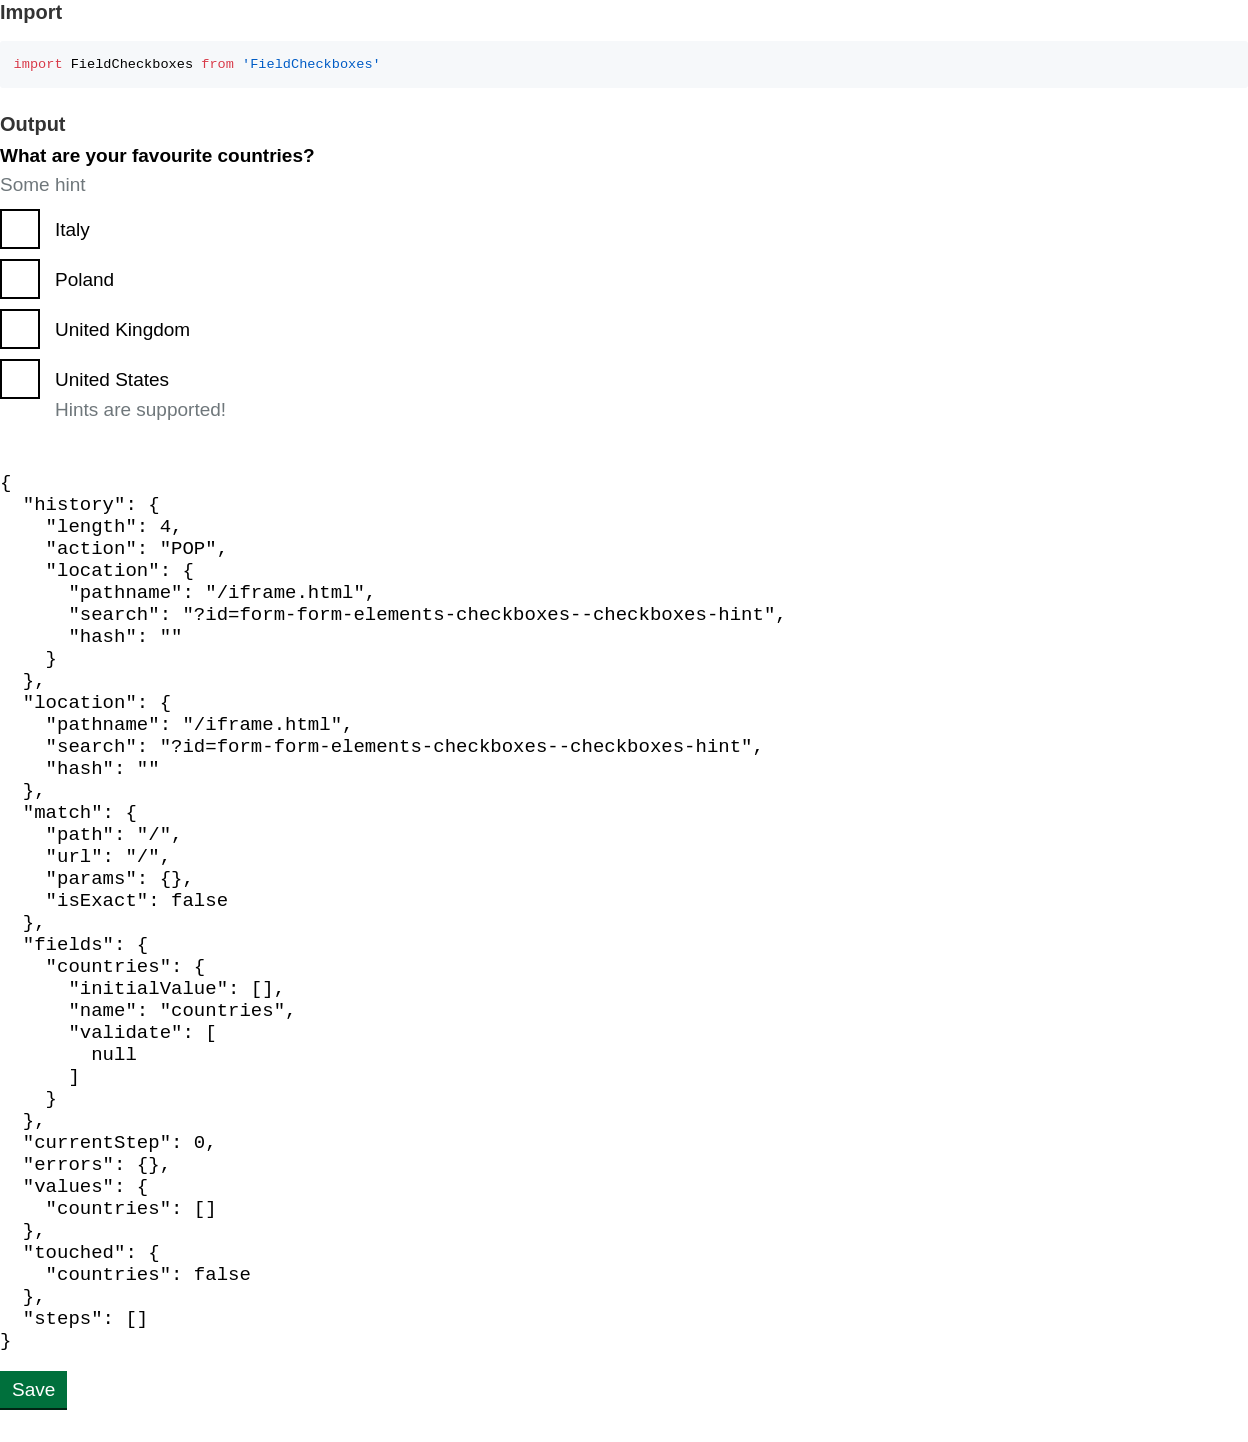 Import
import FieldCheckboxes from 'FieldCheckboxes'
Output
What are your favourite countries?
Some hint
Italy
Poland
United Kingdom
United States
Hints are supported!
{
  "history": {
    "length": 4,
    "action": "POP",
    "location": {
      "pathname": "/iframe.html",
      "search": "?id=form-form-elements-checkboxes--checkboxes-hint",
      "hash": ""
    }
  },
  "location": {
    "pathname": "/iframe.html",
    "search": "?id=form-form-elements-checkboxes--checkboxes-hint",
    "hash": ""
  },
  "match": {
    "path": "/",
    "url": "/",
    "params": {},
    "isExact": false
  },
  "fields": {
    "countries": {
      "initialValue": [],
      "name": "countries",
      "validate": [
        null
      ]
    }
  },
  "currentStep": 0,
  "errors": {},
  "values": {
    "countries": []
  },
  "touched": {
    "countries": false
  },
  "steps": []
}
Save